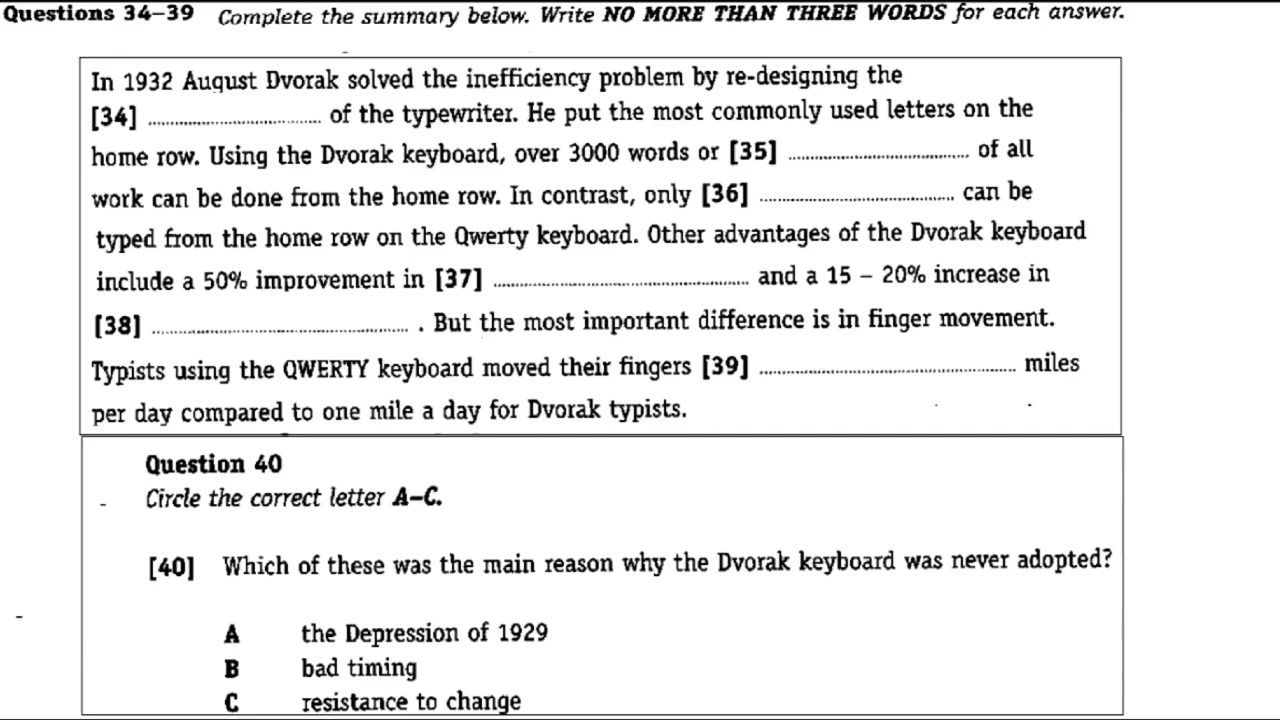 Questions 34–39 Complete the summary below. Write NO MORE THAN THREE WORDS for each answer.
In 1932 August Dvorak solved the inefficiency problem by re-designing the
[34] .................................. of the typewriter. He put the most commonly used letters on the
home row. Using the Dvorak keyboard, over 3000 words or [35] .................................. of all
work can be done from the home row. In contrast, only [36] .................................. can be
typed from the home row on the Qwerty keyboard. Other advantages of the Dvorak keyboard
include a 50% improvement in [37] .................................. and a 15 – 20% increase in
[38] .................................. . But the most important difference is in finger movement.
Typists using the QWERTY keyboard moved their fingers [39] .................................. miles
per day compared to one mile a day for Dvorak typists.
Question 40
Circle the correct letter A–C.
[40] Which of these was the main reason why the Dvorak keyboard was never adopted?
A the Depression of 1929
B bad timing
C resistance to change